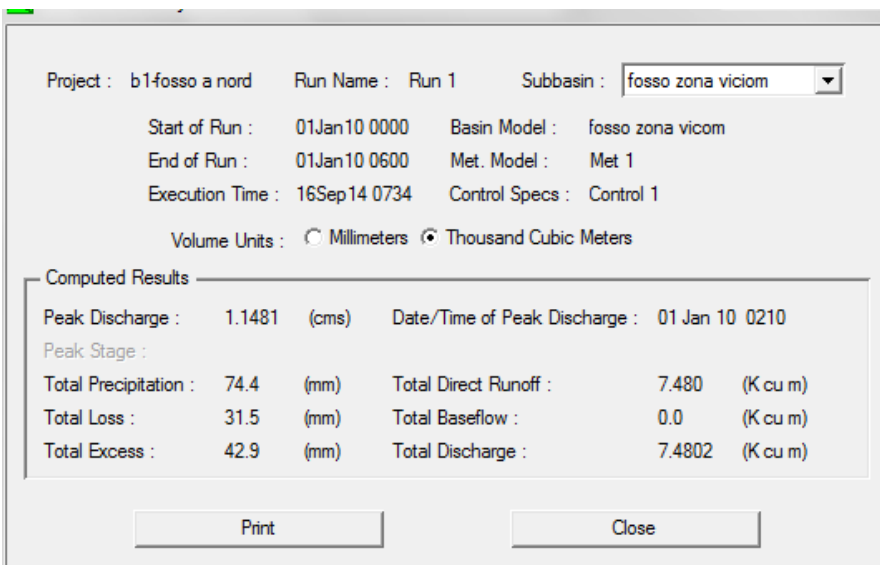 Project : b1-fosso a nord Run Name : Run 1 Subbasin : fosso zona viciom
Start of Run : 01Jan10 0000 Basin Model : fosso zona vicom
End of Run : 01Jan10 0600 Met. Model : Met 1
Execution Time : 16Sep14 0734 Control Specs : Control 1
Volume Units : Millimeters Thousand Cubic Meters
Computed Results
Peak Discharge : 1.1481 (cms) Date/Time of Peak Discharge : 01 Jan 10 0210
Peak Stage :
Total Precipitation : 74.4 (mm) Total Direct Runoff : 7.480 (K cu m)
Total Loss : 31.5 (mm) Total Baseflow : 0.0 (K cu m)
Total Excess : 42.9 (mm) Total Discharge : 7.4802 (K cu m)
Print Close